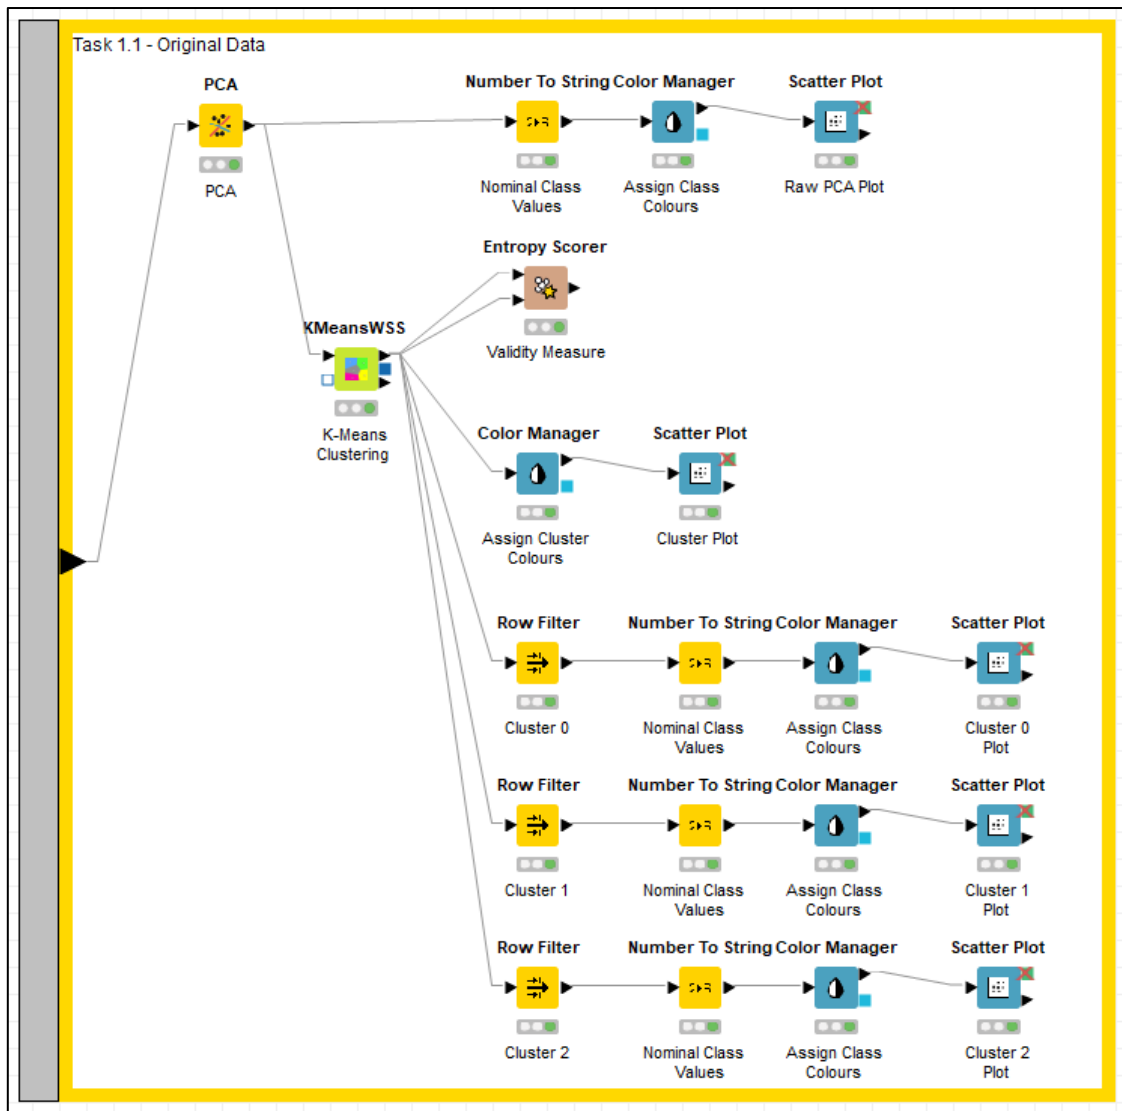 Task 1.1 - Original Data
PCA
PCA
Number To String
Nominal Class
Values
Color Manager
Assign Class
Colours
Scatter Plot
Raw PCA Plot
Entropy Scorer
Validity Measure
KMeansWSS
K-Means
Clustering
Color Manager
Assign Cluster
Colours
Scatter Plot
Cluster Plot
Row Filter
Cluster 0
Number To String
Nominal Class
Values
Color Manager
Assign Class
Colours
Scatter Plot
Cluster 0
Plot
Row Filter
Cluster 1
Number To String
Nominal Class
Values
Color Manager
Assign Class
Colours
Scatter Plot
Cluster 1
Plot
Row Filter
Cluster 2
Number To String
Nominal Class
Values
Color Manager
Assign Class
Colours
Scatter Plot
Cluster 2
Plot